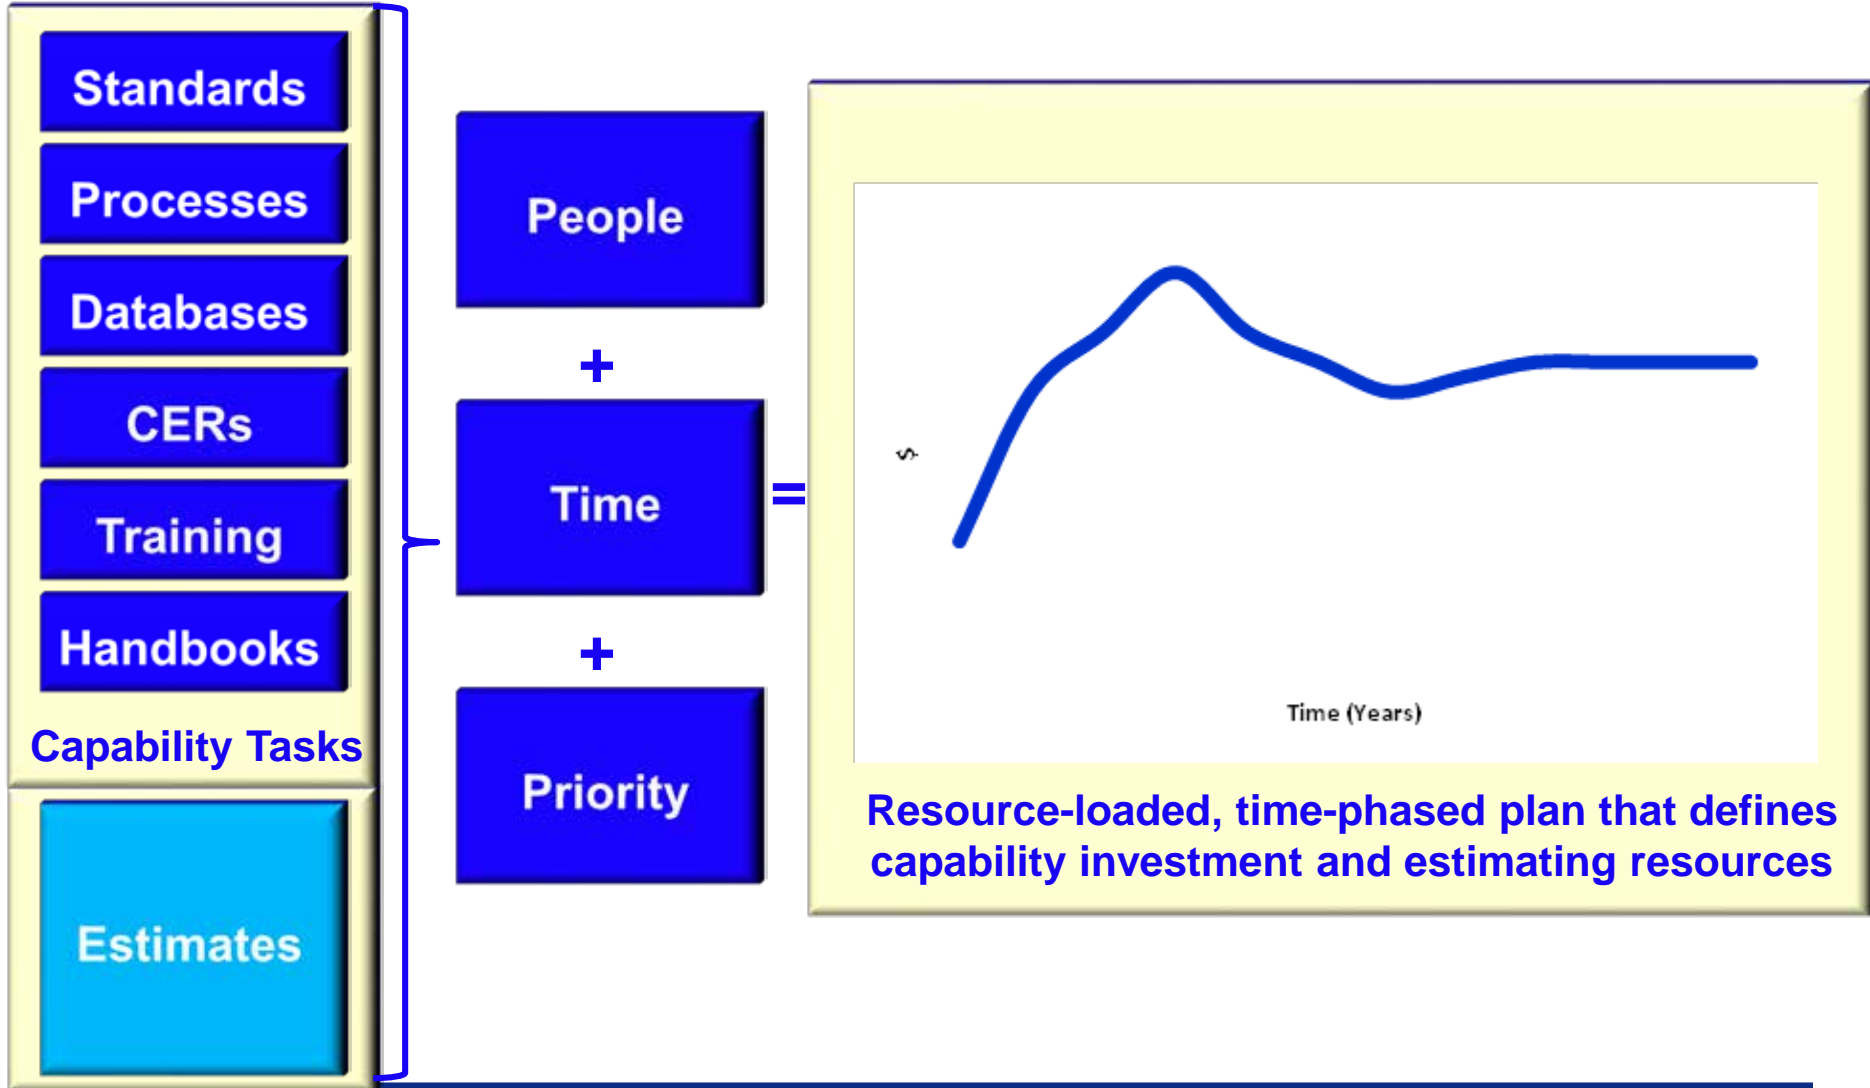 Standards
Processes
Databases
CERs
Training
Handbooks
Capability Tasks
Estimates
People
+
Time
+
Priority
=
$
Time (Years)
Resource-loaded, time-phased plan that defines
capability investment and estimating resources